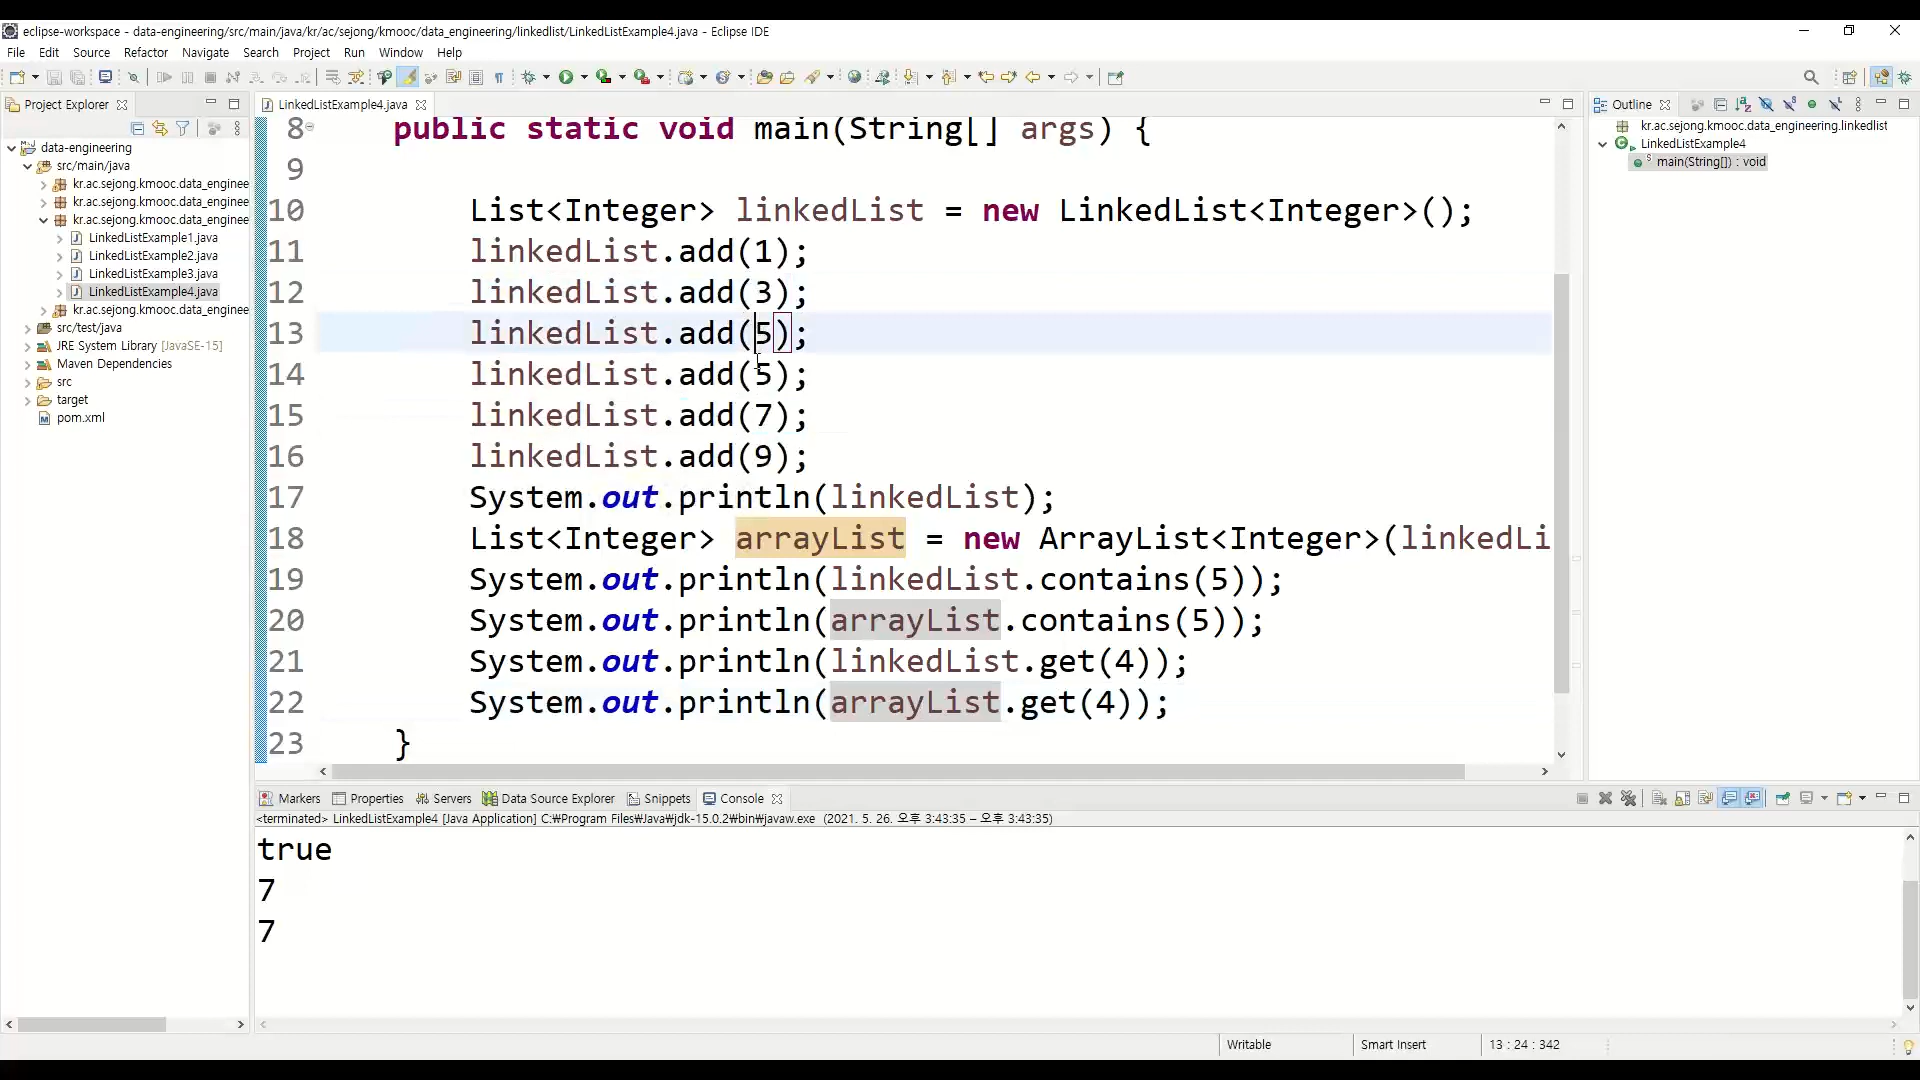 eclipse-workspace - data-engineering/src/main/java/kr/ac/sejong/kmooc/data_engineering/linkedlist/LinkedListExample4.java - Eclipse IDE
File Edit Source Refactor Navigate Search Project Run Window Help
Project Explorer
data-engineering
src/main/java
kr.ac.sejong.kmooc.data_enginee
kr.ac.sejong.kmooc.data_enginee
kr.ac.sejong.kmooc.data_enginee
LinkedListExample1.java
LinkedListExample2.java
LinkedListExample3.java
LinkedListExample4.java
kr.ac.sejong.kmooc.data_enginee
src/test/java
JRE System Library [JavaSE-15]
Maven Dependencies
src
target
pom.xml
LinkedListExample4.java
8 public static void main(String[] args) {
9
10 List<Integer> linkedList = new LinkedList<Integer>();
11 linkedList.add(1);
12 linkedList.add(3);
13 linkedList.add(5);
14 linkedList.add(5);
15 linkedList.add(7);
16 linkedList.add(9);
17 System.out.println(linkedList);
18 List<Integer> arrayList = new ArrayList<Integer>(linkedLi
19 System.out.println(linkedList.contains(5));
20 System.out.println(arrayList.contains(5));
21 System.out.println(linkedList.get(4));
22 System.out.println(arrayList.get(4));
23 }
Outline
kr.ac.sejong.kmooc.data_engineering.linkedlist
LinkedListExample4
main(String[]) : void
Markers Properties Servers Data Source Explorer Snippets Console
<terminated> LinkedListExample4 [Java Application] C:₩Program Files₩Java₩jdk-15.0.2₩bin₩javaw.exe (2021. 5. 26. 오후 3:43:35 – 오후 3:43:35)
true
7
7
Writable Smart Insert 13 : 24 : 342